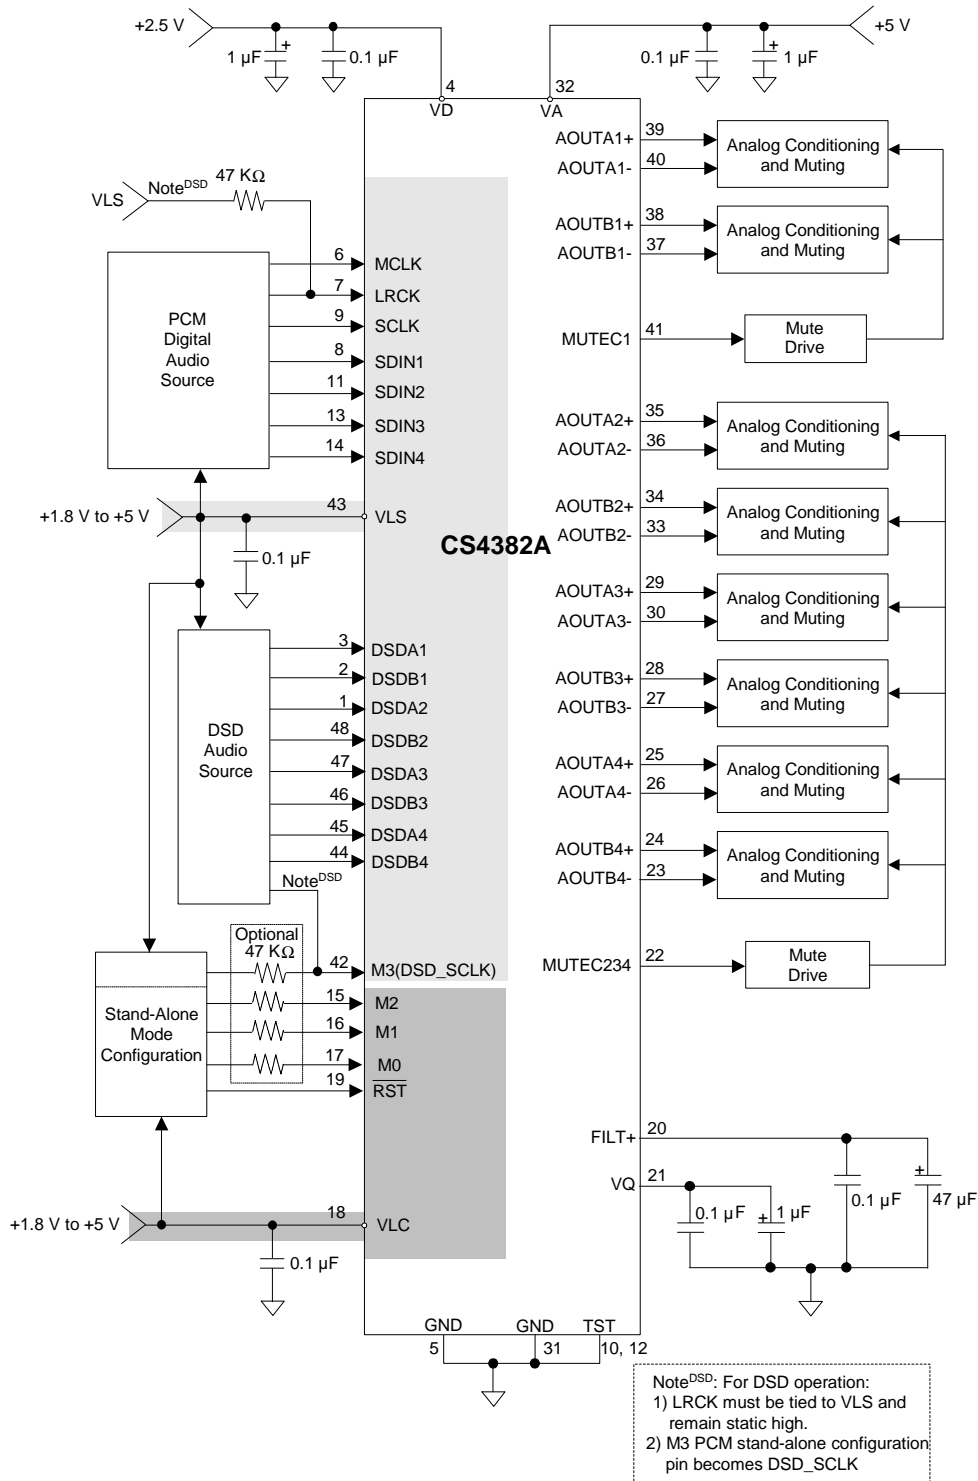 +2.5 V
+5 V
1 µF
+
0.1 µF
0.1 µF
+
1 µF
4
32
VD
VA
VLS
Note^DSD
47 KΩ
PCM
Digital
Audio
Source
6
MCLK
7
LRCK
9
SCLK
8
SDIN1
11
SDIN2
13
SDIN3
14
SDIN4
+1.8 V to +5 V
43
VLS
0.1 µF
CS4382A
DSD
Audio
Source
3
DSDA1
2
DSDB1
1
DSDA2
48
DSDB2
47
DSDA3
46
DSDB3
45
DSDA4
44
DSDB4
Note^DSD
Optional
47 KΩ
Stand-Alone
Mode
Configuration
42
M3(DSD_SCLK)
15
M2
16
M1
17
M0
19
RST
+1.8 V to +5 V
18
VLC
0.1 µF
AOUTA1+
39
AOUTA1-
40
Analog Conditioning
and Muting
AOUTB1+
38
AOUTB1-
37
Analog Conditioning
and Muting
MUTEC1
41
Mute
Drive
AOUTA2+
35
AOUTA2-
36
Analog Conditioning
and Muting
AOUTB2+
34
AOUTB2-
33
Analog Conditioning
and Muting
AOUTA3+
29
AOUTA3-
30
Analog Conditioning
and Muting
AOUTB3+
28
AOUTB3-
27
Analog Conditioning
and Muting
AOUTA4+
25
AOUTA4-
26
Analog Conditioning
and Muting
AOUTB4+
24
AOUTB4-
23
Analog Conditioning
and Muting
MUTEC234
22
Mute
Drive
FILT+
20
VQ
21
0.1 µF
+
1 µF
0.1 µF
+
47 µF
GND
GND
TST
5
31
10, 12
Note^DSD: For DSD operation:
1) LRCK must be tied to VLS and
remain static high.
2) M3 PCM stand-alone configuration
pin becomes DSD_SCLK